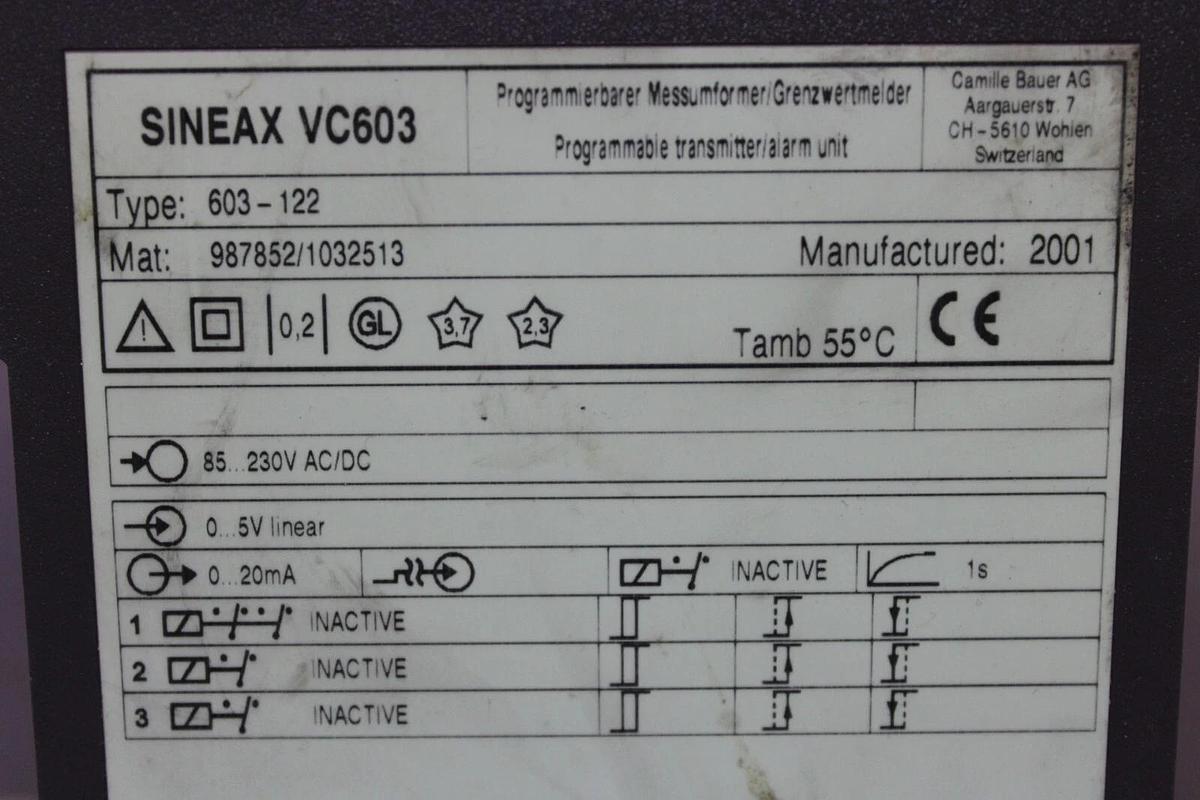 SINEAX VC603
Programmierbarer Messumformer/Grenzwertmelder
Programmable transmitter/alarm unit
Camille Bauer AG
Aargauerstr. 7
CH – 5610 Wohlen
Switzerland
Type: 603 – 122
Mat: 987852/1032513
Manufactured: 2001
0,2
GL
3,7
2,3
Tamb 55°C
CE
85...230V AC/DC
0...5V linear
0...20mA
INACTIVE
1s
1 INACTIVE
2 INACTIVE
3 INACTIVE